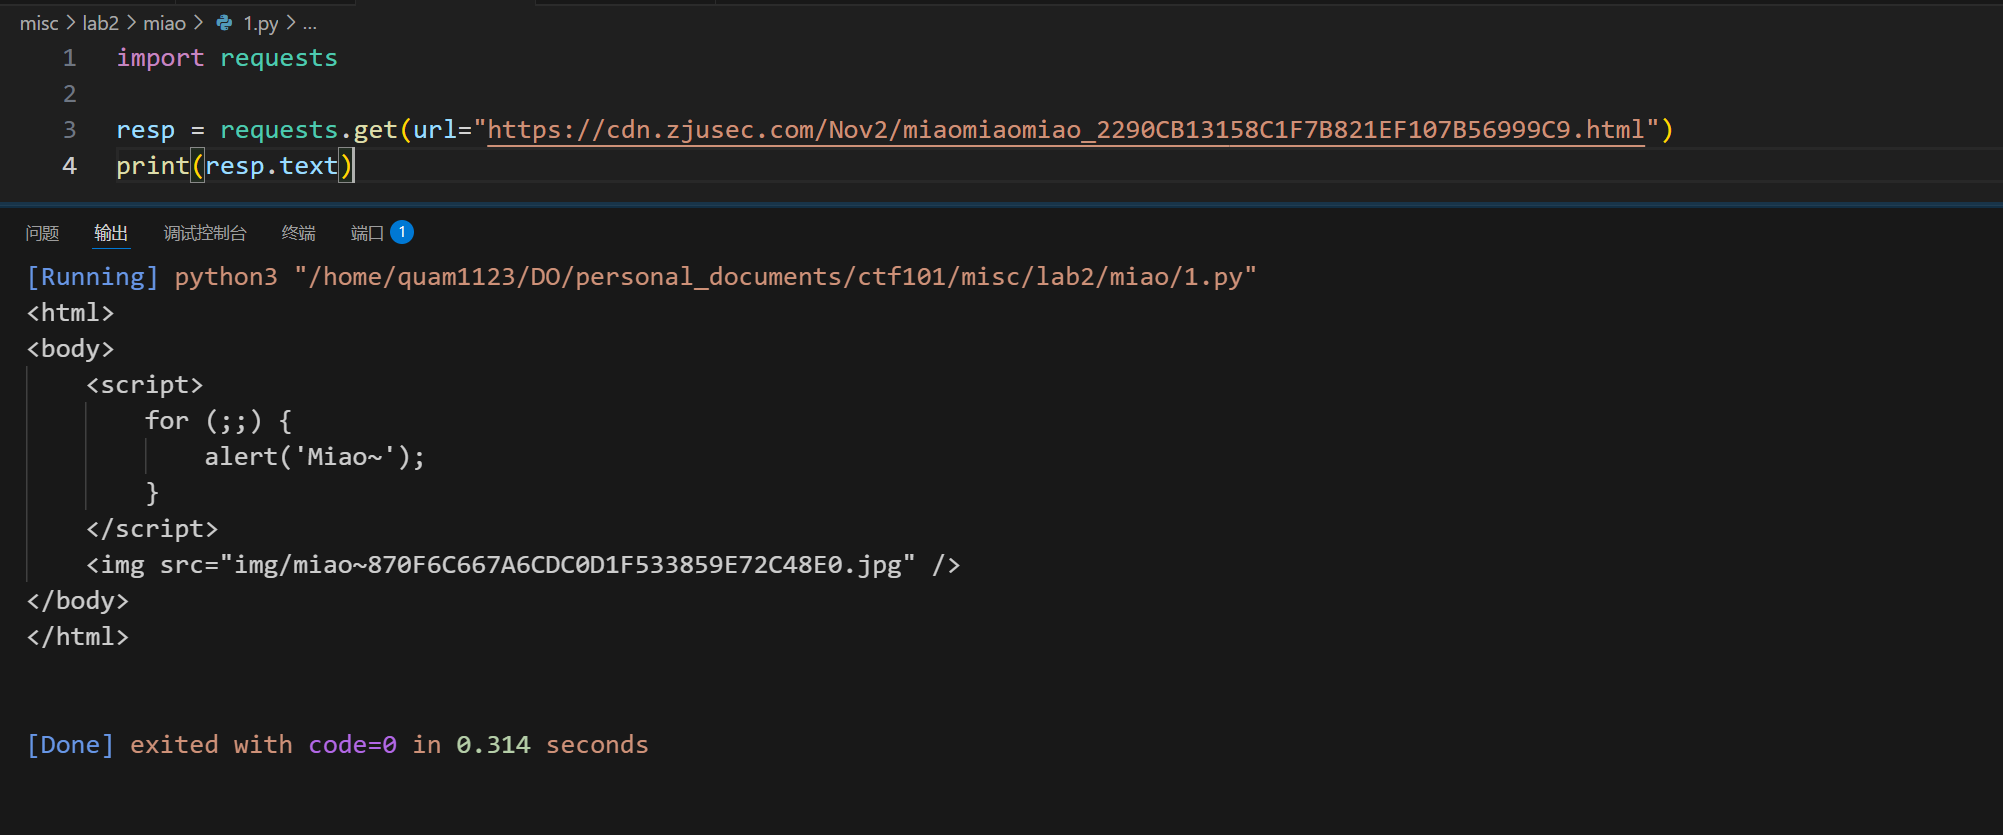 misc > lab2 > miao > 1.py > ...
1 import requests
2
3 resp = requests.get(url="https://cdn.zjusec.com/Nov2/miaomiaomiao_2290CB13158C1F7B821EF107B56999C9.html")
4 print(resp.text)
问题 输出 调试控制台 终端 端口 1
[Running] python3 "/home/quam1123/DO/personal_documents/ctf101/misc/lab2/miao/1.py"
<html>
<body>
    <script>
        for (;;) {
            alert('Miao~');
        }
    </script>
    <img src="img/miao~870F6C667A6CDC0D1F533859E72C48E0.jpg" />
</body>
</html>
[Done] exited with code=0 in 0.314 seconds